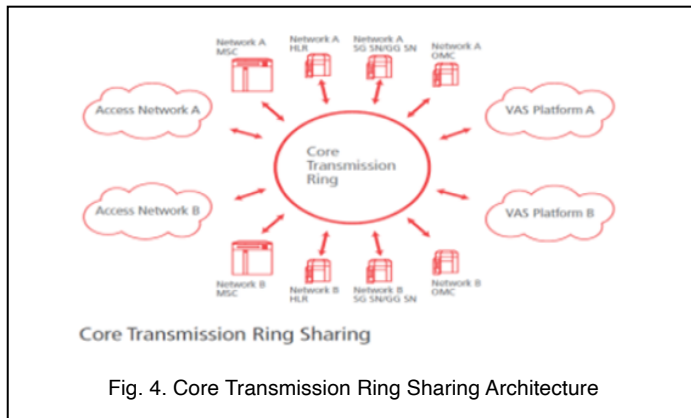 Network A
MSC
Network A
HLR
Network A
SG SN/GG SN
Network A
OMC
Access Network A
VAS Platform A
Core
Transmission
Ring
Access Network B
VAS Platform B
Network B
MSC
Network B
HLR
Network B
SG SN/GG SN
Network B
OMC
Core Transmission Ring Sharing
Fig. 4. Core Transmission Ring Sharing Architecture